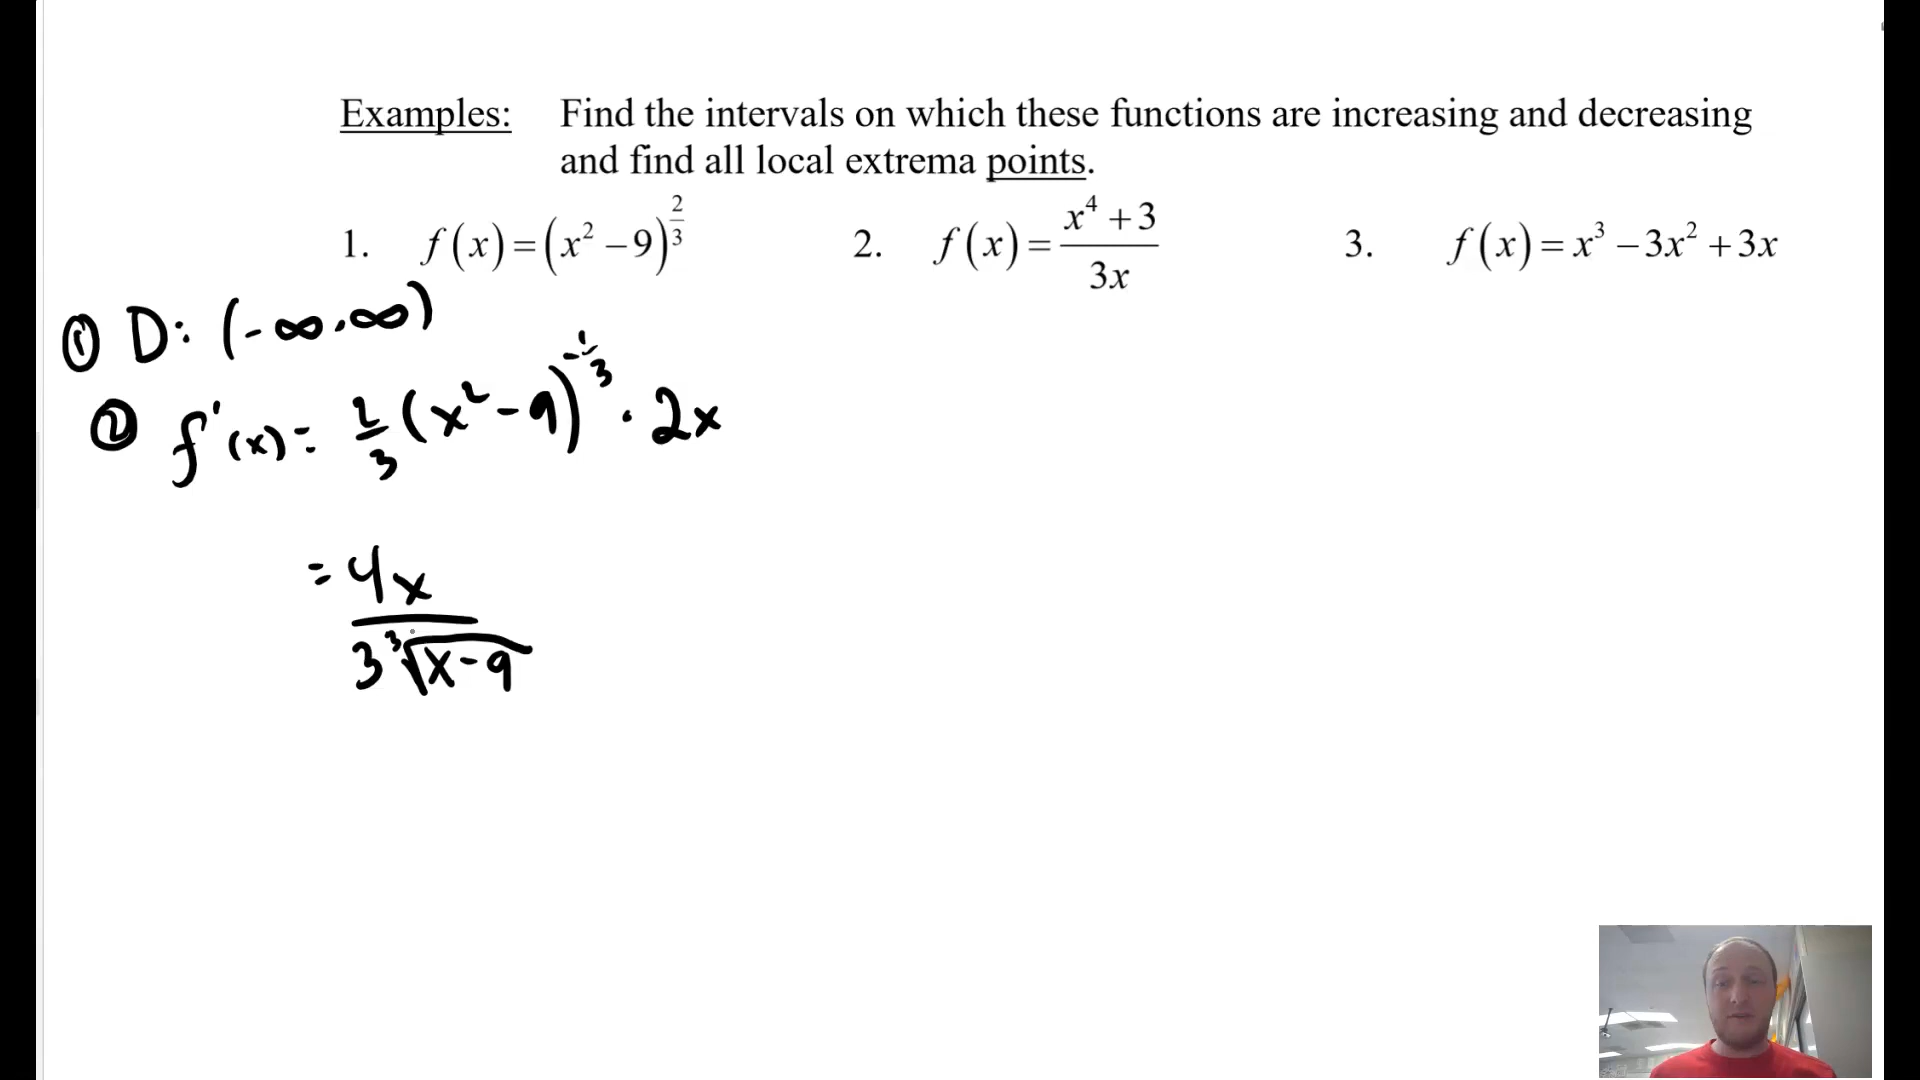 Examples: Find the intervals on which these functions are increasing and decreasing
and find all local extrema points.
1. f(x)=(x²−9)^(2/3) 2. f(x)=(x⁴+3)/(3x) 3. f(x)=x³−3x²+3x
① D: (-∞,∞)
② f'(x)= 2/3 (x²-9)^(-1/3) · 2x
= 4x/(3∛(x-9))